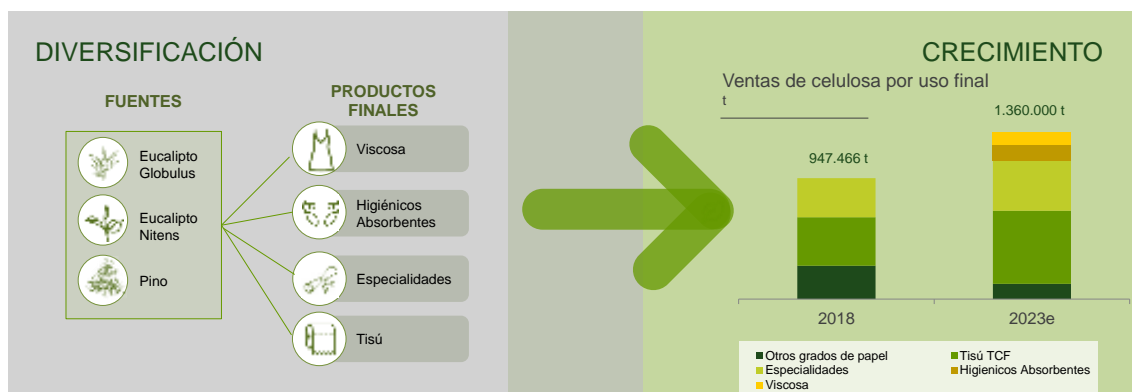 DIVERSIFICACIÓN
FUENTES
Eucalipto
Globulus
Eucalipto
Nitens
Pino
PRODUCTOS
FINALES
Viscosa
Higiénicos
Absorbentes
Especialidades
Tisú
CRECIMIENTO
Ventas de celulosa por uso final
t
1.360.000 t
947.466 t
2018
2023e
Otros grados de papel
Tisú TCF
Especialidades
Higienicos Absorbentes
Viscosa